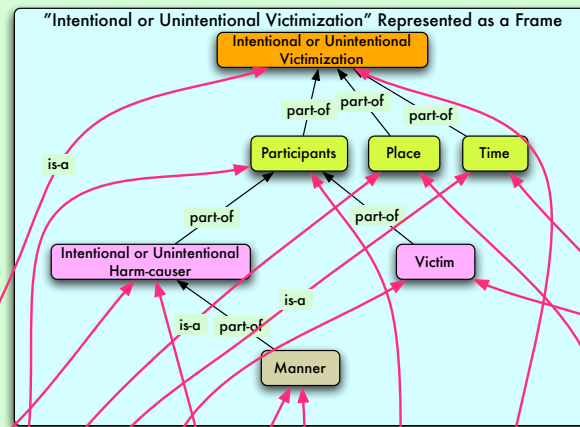 "Intentional or Unintentional Victimization" Represented as a Frame
Intentional or Unintentional
Victimization
part-of
part-of
part-of
Participants
Place
Time
is-a
part-of
part-of
Intentional or Unintentional
Harm-causer
Victim
is-a
is-a
part-of
Manner